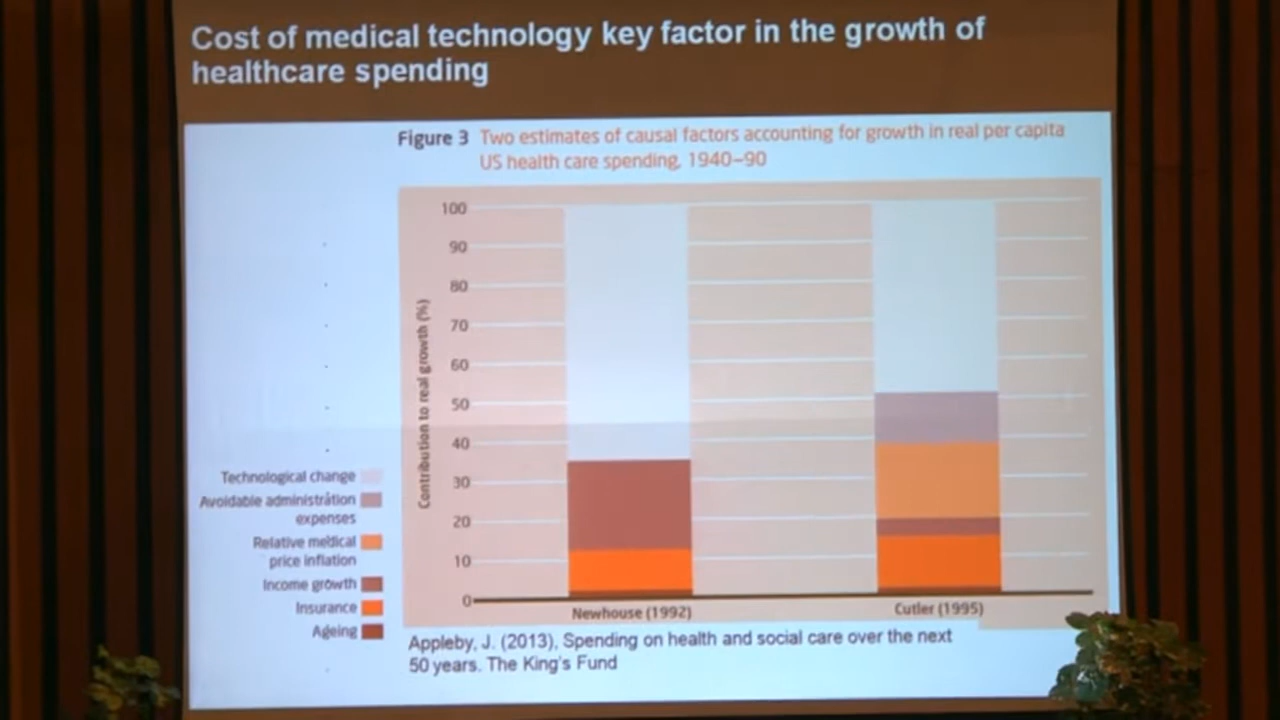 Cost of medical technology key factor in the growth of
healthcare spending
Figure 3 Two estimates of causal factors accounting for growth in real per capita
US health care spending, 1940–90
Contribution to real growth (%)
100
90
80
70
60
50
40
30
20
10
0
Newhouse (1992)
Cutler (1995)
Technological change
Avoidable administration
expenses
Relative medical
price inflation
Income growth
Insurance
Ageing
Appleby, J. (2013), Spending on health and social care over the next
50 years. The King's Fund